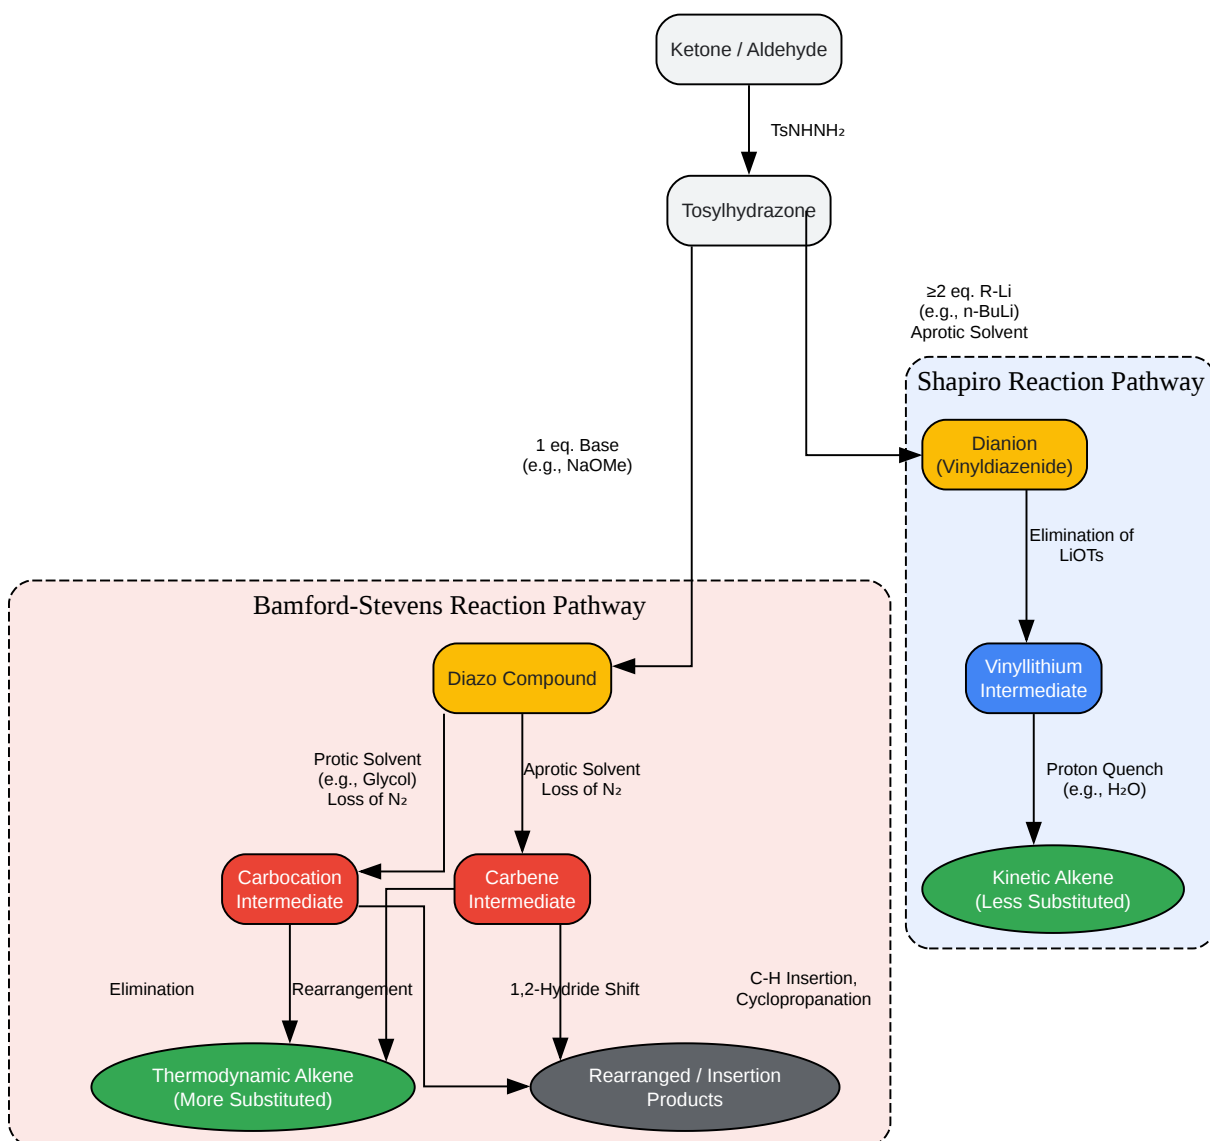 Ketone / Aldehyde
TsNHNH₂
Tosylhydrazone
≥2 eq. R-Li
(e.g., n-BuLi)
Aprotic Solvent
Shapiro Reaction Pathway
1 eq. Base
(e.g., NaOMe)
Dianion
(Vinyldiazenide)
Elimination of
LiOTs
Bamford-Stevens Reaction Pathway
Diazo Compound
Vinyllithium
Intermediate
Protic Solvent
(e.g., Glycol)
Loss of N₂
Aprotic Solvent
Loss of N₂
Proton Quench
(e.g., H₂O)
Carbocation
Intermediate
Carbene
Intermediate
Kinetic Alkene
(Less Substituted)
Elimination
Rearrangement
1,2-Hydride Shift
C-H Insertion,
Cyclopropanation
Thermodynamic Alkene
(More Substituted)
Rearranged / Insertion
Products